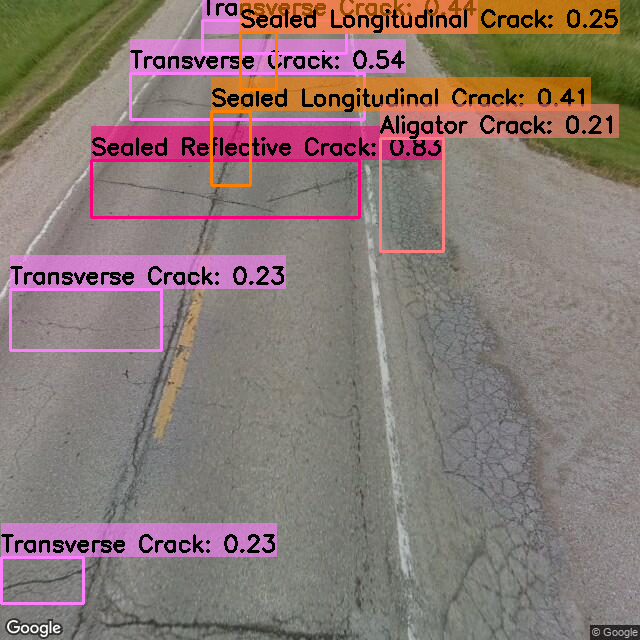 Transverse Crack: 0.44
Sealed Longitudinal Crack: 0.25
Transverse Crack: 0.54
Sealed Longitudinal Crack: 0.41
Aligator Crack: 0.21
Sealed Reflective Crack: 0.83
Transverse Crack: 0.23
Transverse Crack: 0.23
Google
© Google